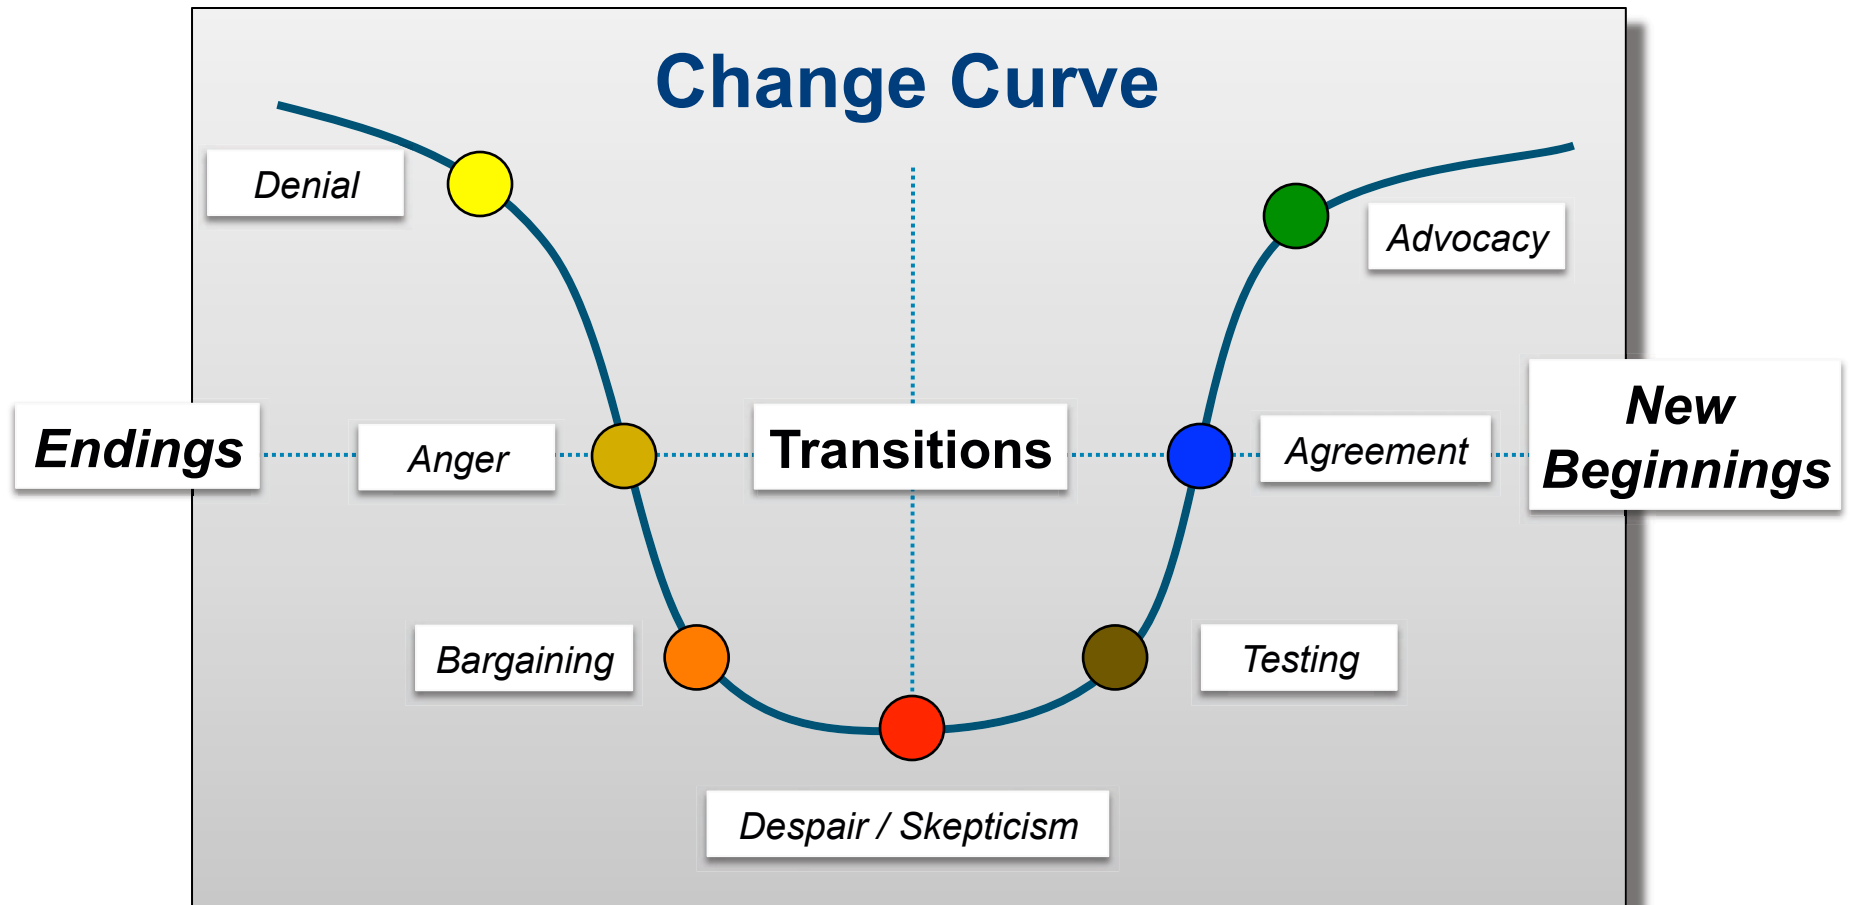 Change Curve
Denial
Advocacy
Endings
Anger
Transitions
Agreement
New
Beginnings
Bargaining
Testing
Despair / Skepticism